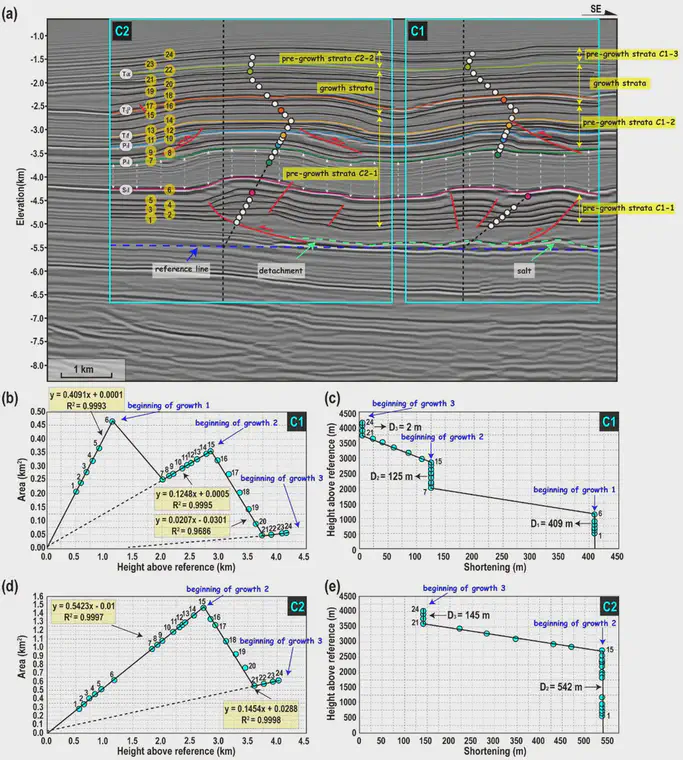 (a)
SE
C2
C1
-1.0
-1.5
-2.0
-2.5
-3.0
-3.5
-4.0
-4.5
-5.0
-5.5
-6.0
-6.5
-7.0
-7.5
-8.0
Elevation(km)
24
23
22
21
20
19
18
17
16
15
14
13
12
11
10
9
8
7
6
5
4
3
2
1
pre-growth strata C2-2
growth strata
pre-growth strata C2-1
pre-growth strata C1-3
growth strata
pre-growth strata C1-2
pre-growth strata C1-1
reference line
detachment
salt
1 km
(b)
y = 0.4091x + 0.0001
R² = 0.9993
beginning of growth 1
C1
beginning of growth 2
beginning of growth 3
0.50
0.45
0.40
0.35
0.30
0.25
0.20
0.15
0.10
0.05
0.00
Area (km²)
1
2
3
4
5
6
7
8
9
10
11
12
13
14
15
16
17
18
19
20
21
22
23
24
y = 0.1248x + 0.0005
R² = 0.9995
y = 0.0207x - 0.0301
R² = 0.9686
0.0 0.5 1.0 1.5 2.0 2.5 3.0 3.5 4.0 4.5
Height above reference (km)
(c)
beginning of growth 3
C1
24
21
D₃ = 2 m
beginning of growth 2
15
D₂ = 125 m
7
beginning of growth 1
6
D₁ = 409 m
1
4500
4000
3500
3000
2500
2000
1500
1000
500
0
Height above reference (m)
0 50 100 150 200 250 300 350 400 450
Shortening (m)
(d)
beginning of growth 2
C2
y = 0.5423x - 0.01
R² = 0.9997
beginning of growth 3
1.6
1.5
1.4
1.3
1.2
1.1
1.0
0.9
0.8
0.7
0.6
0.5
0.4
0.3
0.2
0.1
0.0
Area (km²)
1
2
3
4
5
6
7
8
9
10
11
12
13
14
15
16
17
18
19
20
21
22
23
24
y = 0.1454x + 0.0288
R² = 0.9998
0.0 0.5 1.0 1.5 2.0 2.5 3.0 3.5 4.0 4.5
Height above reference (km)
(e)
beginning of growth 3
C2
24
21
D₃ = 145 m
beginning of growth 2
15
D₂ = 542 m
1
4500
4000
3500
3000
2500
2000
1500
1000
500
0
Height above reference (m)
0 50 100 150 200 250 300 350 400 450 500 550
Shortening (m)